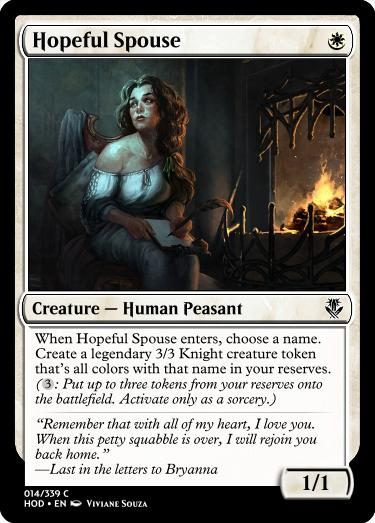 Hopeful Spouse
Creature — Human Peasant
When Hopeful Spouse enters, choose a name.
Create a legendary 3/3 Knight creature token
that's all colors with that name in your reserves.
(3: Put up to three tokens from your reserves onto
the battlefield. Activate only as a sorcery.)
“Remember that with all of my heart, I love you.
When this petty squabble is over, I will rejoin you
back home.”
—Last in the letters to Bryanna
1/1
014/339 C
HOD • EN Viviane Souza